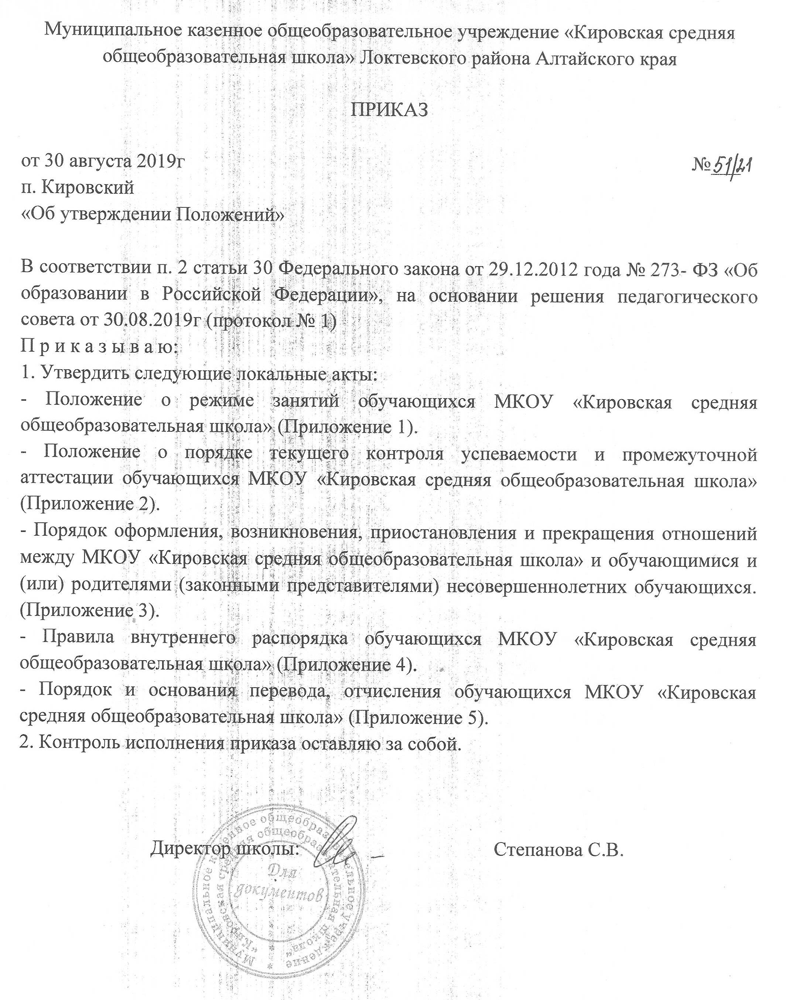 Муниципальное казенное общеобразовательное учреждение «Кировская средняя
общеобразовательная школа» Локтевского района Алтайского края
ПРИКАЗ
от 30 августа 2019г № 51/21
п. Кировский
«Об утверждении Положений»
В соответствии п. 2 статьи 30 Федерального закона от 29.12.2012 года № 273- ФЗ «Об
образовании в Российской Федерации», на основании решения педагогического
совета от 30.08.2019г (протокол № 1)
П р и к а з ы в а ю:
1. Утвердить следующие локальные акты:
- Положение о режиме занятий обучающихся МКОУ «Кировская средняя
общеобразовательная школа» (Приложение 1).
- Положение о порядке текущего контроля успеваемости и промежуточной
аттестации обучающихся МКОУ «Кировская средняя общеобразовательная школа»
(Приложение 2).
- Порядок оформления, возникновения, приостановления и прекращения отношений
между МКОУ «Кировская средняя общеобразовательная школа» и обучающимися и
(или) родителями (законными представителями) несовершеннолетних обучающихся.
(Приложение 3).
- Правила внутреннего распорядка обучающихся МКОУ «Кировская средняя
общеобразовательная школа» (Приложение 4).
- Порядок и основания перевода, отчисления обучающихся МКОУ «Кировская
средняя общеобразовательная школа» (Приложение 5).
2. Контроль исполнения приказа оставляю за собой.
Директор школы: Степанова С.В.
Муниципальное казенное общеобразовательное учреждение
"Кировская средняя общеобразовательная школа"
Для
документов